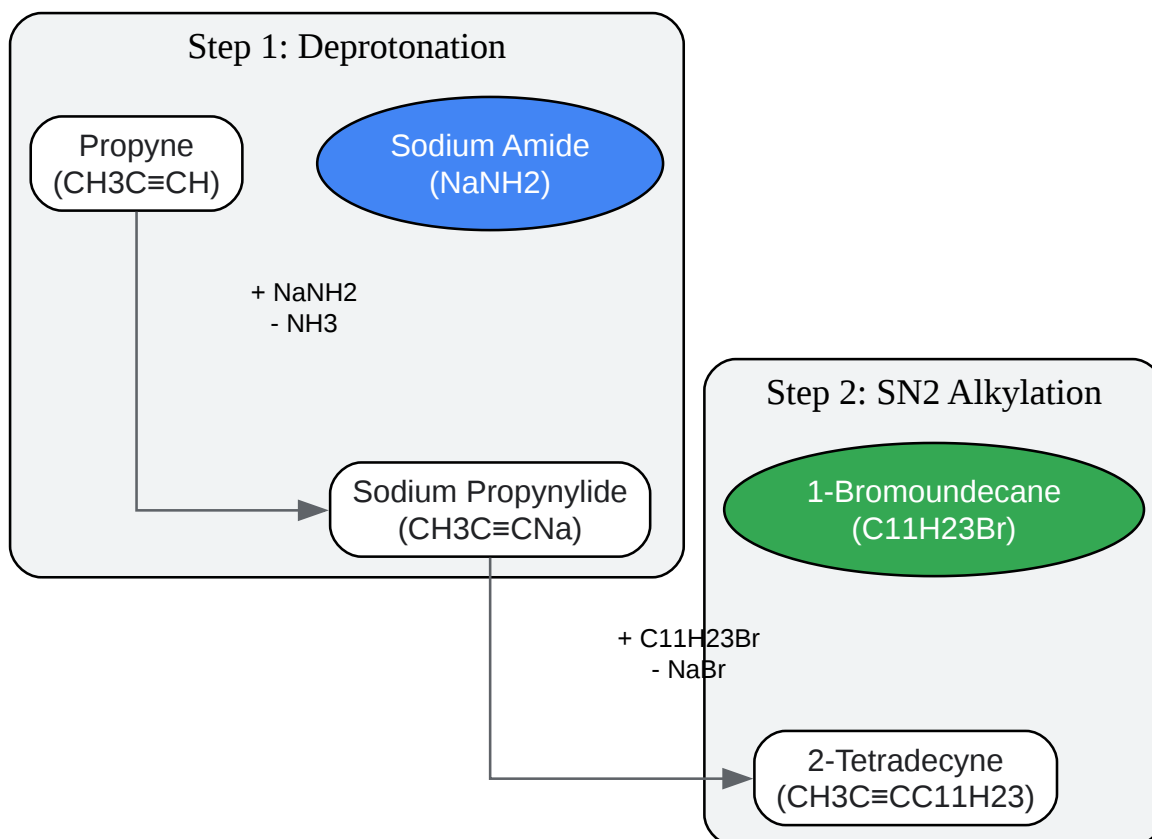 Step 1: Deprotonation
Propyne
(CH3C≡CH)
Sodium Amide
(NaNH2)
+ NaNH2
- NH3
Sodium Propynylide
(CH3C≡CNa)
Step 2: SN2 Alkylation
1-Bromoundecane
(C11H23Br)
+ C11H23Br
- NaBr
2-Tetradecyne
(CH3C≡CC11H23)